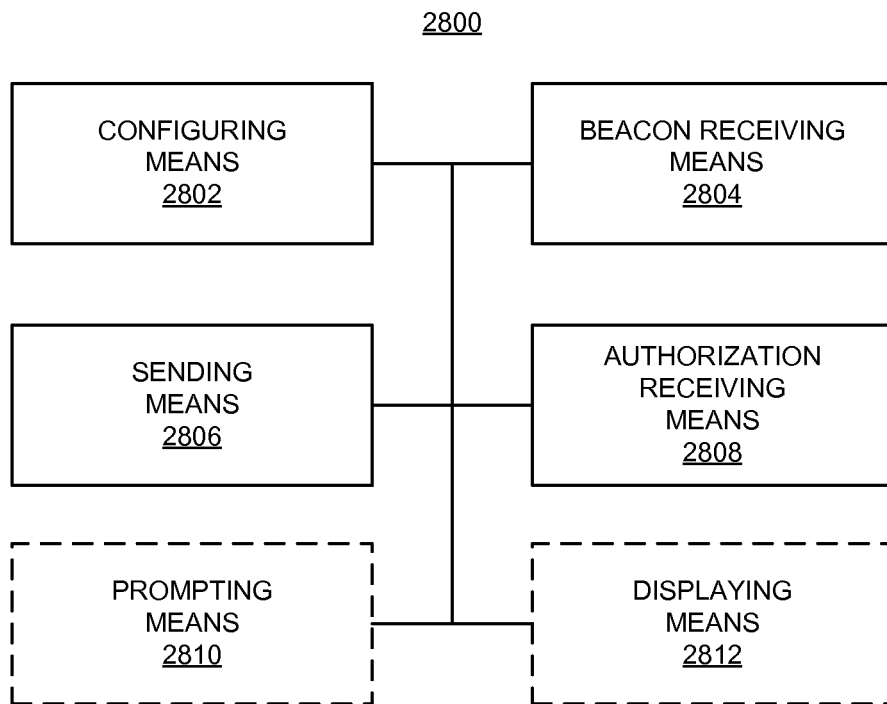 2800
CONFIGURING
MEANS
2802
BEACON RECEIVING
MEANS
2804
SENDING
MEANS
2806
AUTHORIZATION
RECEIVING
MEANS
2808
PROMPTING
MEANS
2810
DISPLAYING
MEANS
2812